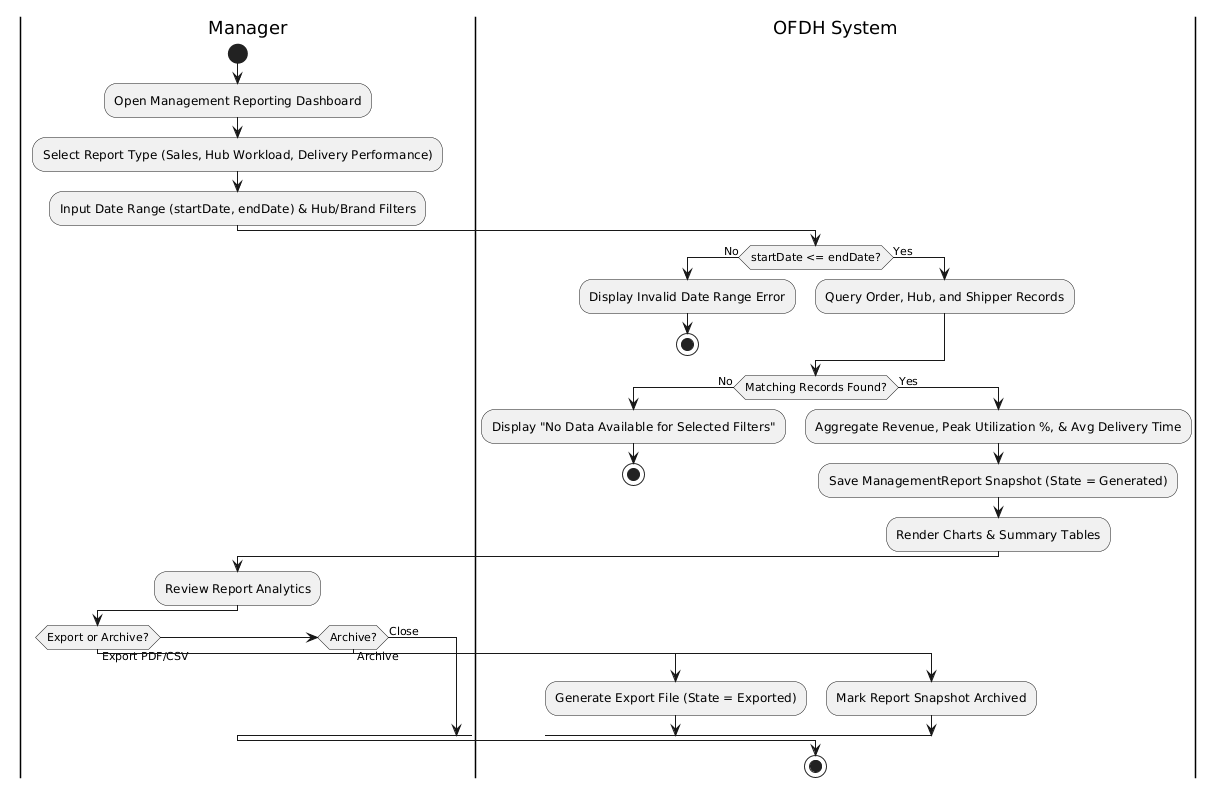 Manager
OFDH System
Open Management Reporting Dashboard
Select Report Type (Sales, Hub Workload, Delivery Performance)
Input Date Range (startDate, endDate) & Hub/Brand Filters
No
startDate <= endDate?
Yes
Display Invalid Date Range Error
Query Order, Hub, and Shipper Records
No
Matching Records Found?
Yes
Display "No Data Available for Selected Filters"
Aggregate Revenue, Peak Utilization %, & Avg Delivery Time
Save ManagementReport Snapshot (State = Generated)
Render Charts & Summary Tables
Review Report Analytics
Export or Archive?
Archive?
Close
Export PDF/CSV
Archive
Generate Export File (State = Exported)
Mark Report Snapshot Archived